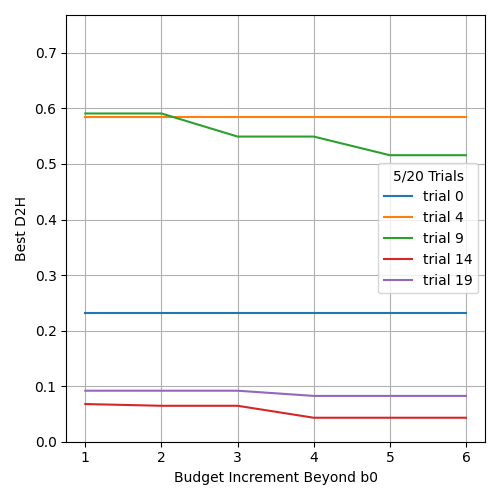 0.7
0.6
0.5
0.4
0.3
0.2
0.1
0.0
Best D2H
5/20 Trials
trial 0
trial 4
trial 9
trial 14
trial 19
1 2 3 4 5 6
Budget Increment Beyond b0